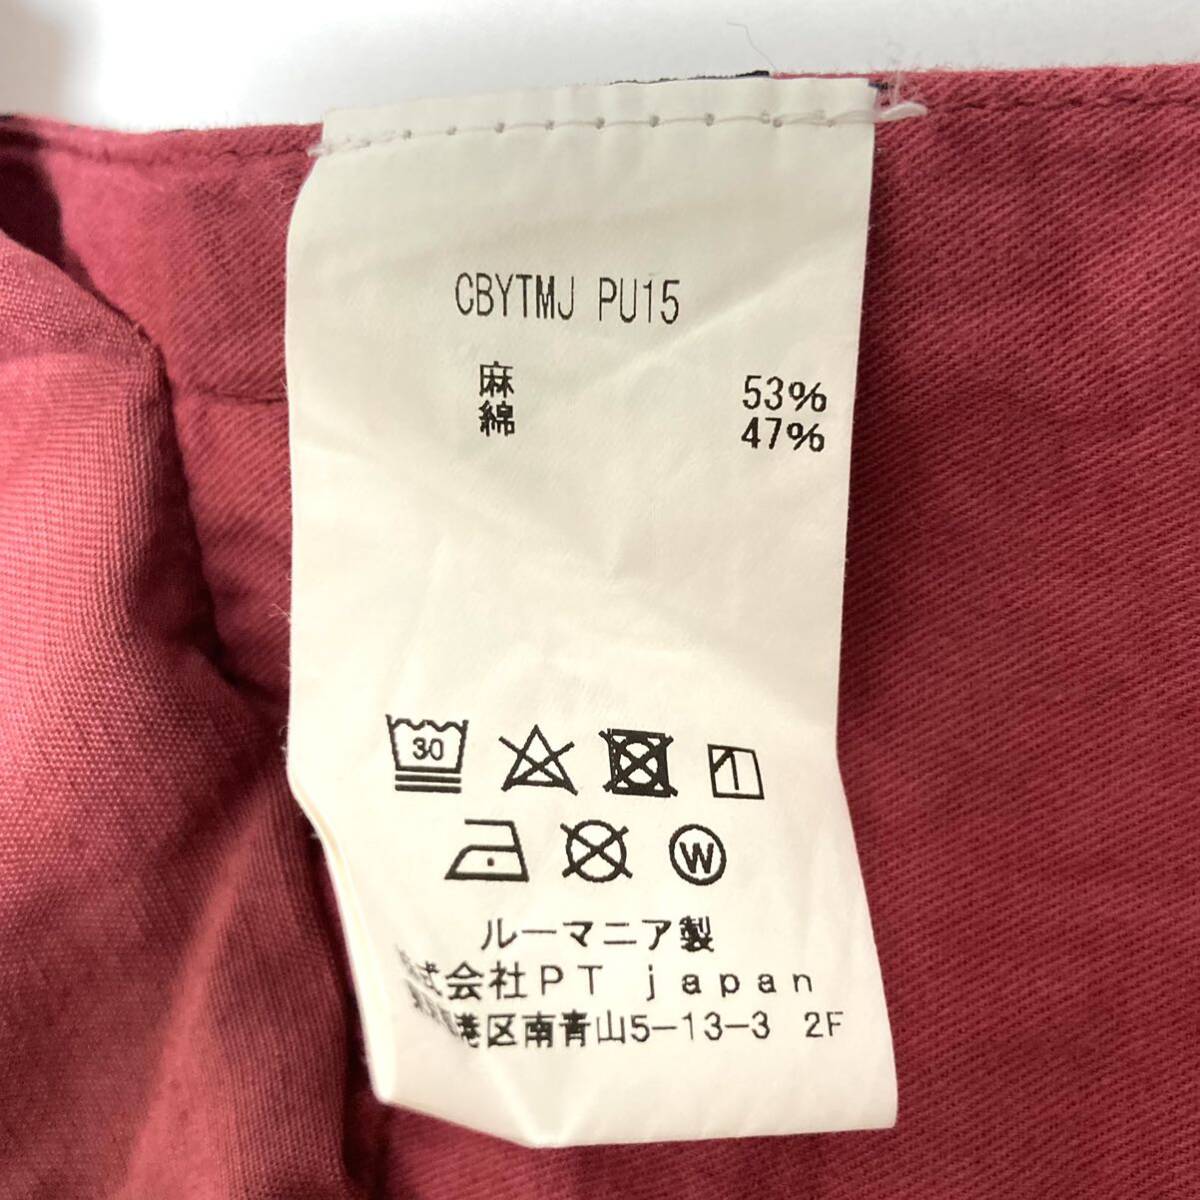 CBYTMJ PU15
麻 53%
綿 47%
30
W
ルーマニア製
株式会社PT japan
港区南青山5-13-3 2F